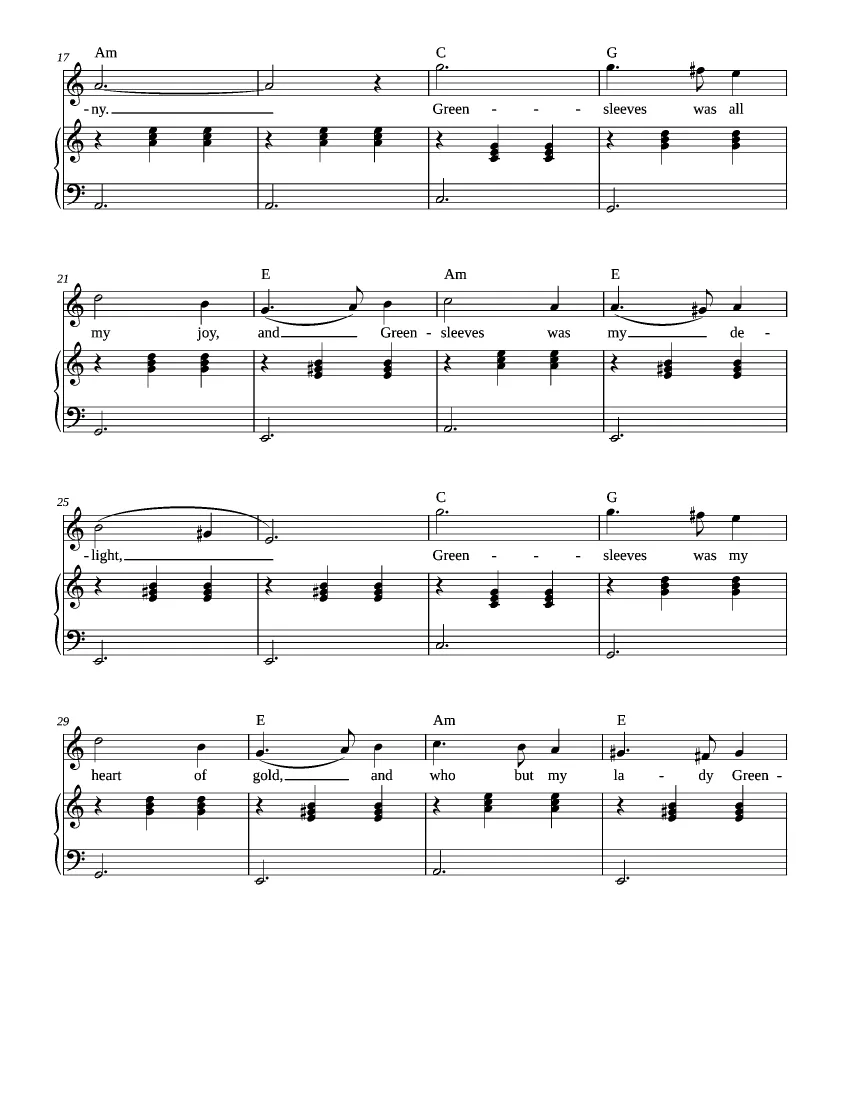 17 Am C G
- ny. Green - - - sleeves was all
21 E Am E
my joy, and Green - sleeves was my de -
25 C G
- light, Green - - - sleeves was my
29 E Am E
heart of gold, and who but my la - dy Green -